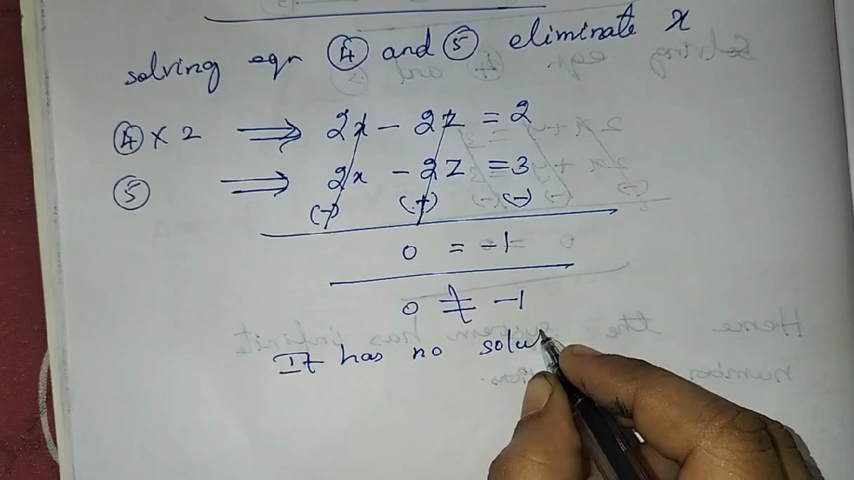 solving eqn ④ and ⑤ eliminate x
④ × 2 ⟹ 2x - 2z = 2
⑤ ⟹ 2x - 2z = 3
(-) (+) (-)
0 = -1
0 ≠ -1
It has no solu